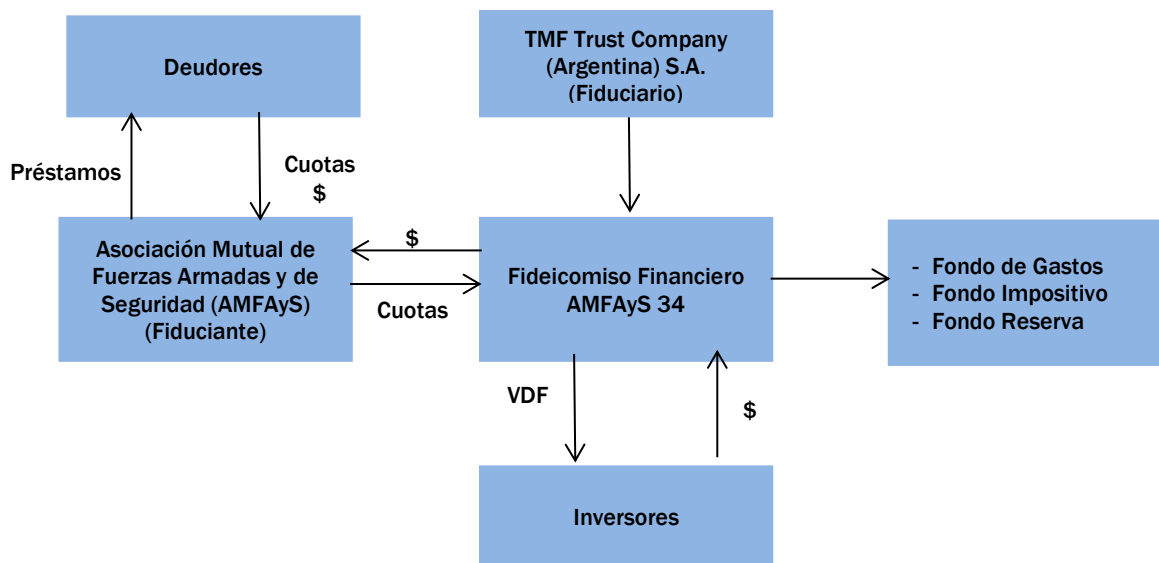 Deudores
TMF Trust Company
(Argentina) S.A.
(Fiduciario)
Préstamos
Cuotas
$
Asociación Mutual de
Fuerzas Armadas y de
Seguridad (AMFAyS)
(Fiduciante)
$
Cuotas
Fideicomiso Financiero
AMFAyS 34
- Fondo de Gastos
- Fondo Impositivo
- Fondo Reserva
VDF
$
Inversores